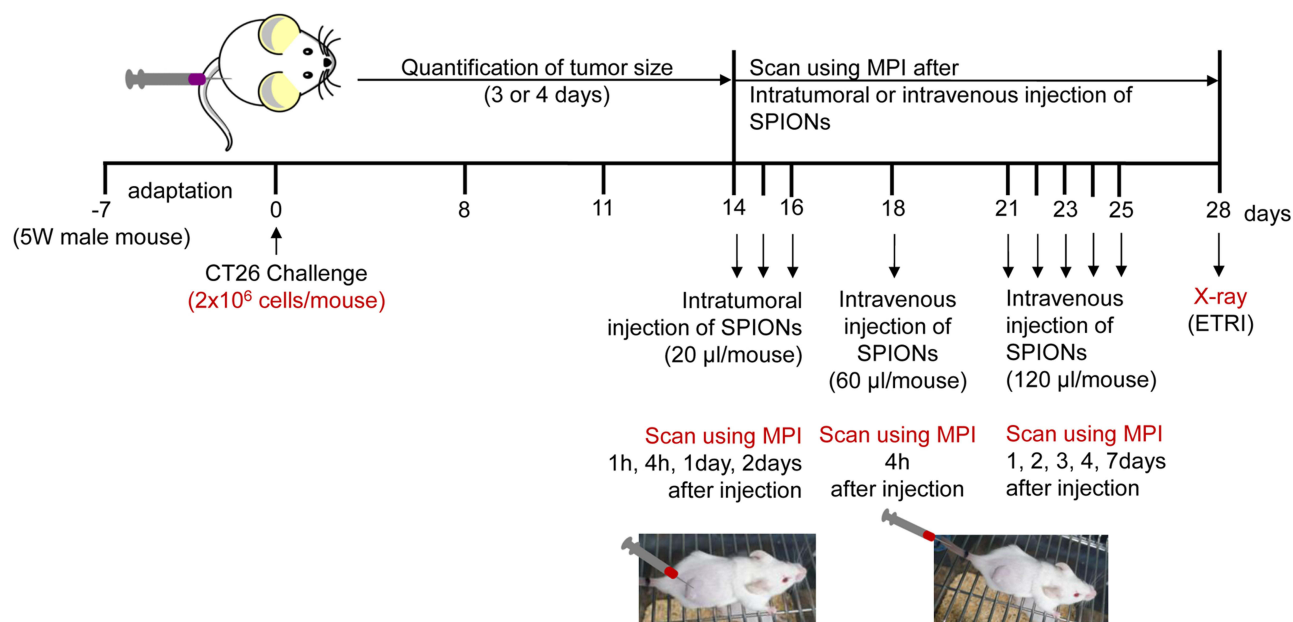 Quantification of tumor size
(3 or 4 days)
Scan using MPI after
Intratumoral or intravenous injection of
SPIONs
adaptation
-7
0
8
11
14
16
18
21
23
25
28
days
(5W male mouse)
CT26 Challenge
(2x10⁶ cells/mouse)
Intratumoral
injection of SPIONs
(20 µl/mouse)
Intravenous
injection of
SPIONs
(60 µl/mouse)
Intravenous
injection of
SPIONs
(120 µl/mouse)
X-ray
(ETRI)
Scan using MPI
1h, 4h, 1day, 2days
after injection
Scan using MPI
4h
after injection
Scan using MPI
1, 2, 3, 4, 7days
after injection